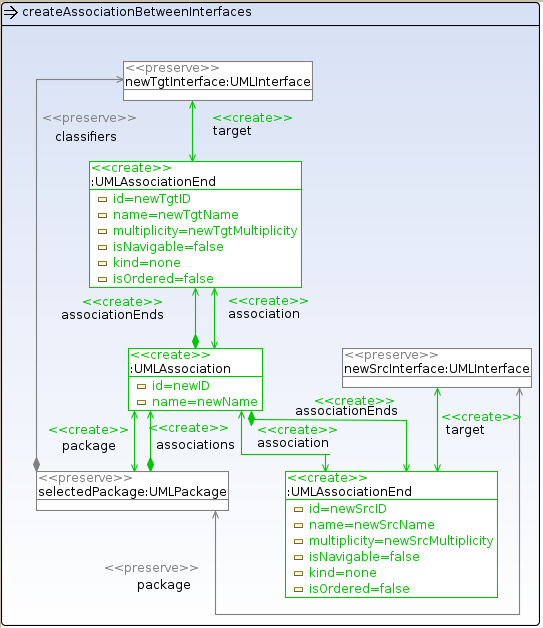 createAssociationBetweenInterfaces
<<preserve>>
newTgtInterface:UMLInterface
<<preserve>>
classifiers
<<create>>
target
<<create>>
:UMLAssociationEnd
id=newTgtID
name=newTgtName
multiplicity=newTgtMultiplicity
isNavigable=false
kind=none
isOrdered=false
<<create>>
associationEnds
<<create>>
association
<<create>>
:UMLAssociation
id=newID
name=newName
<<preserve>>
newSrcInterface:UMLInterface
<<create>>
package
<<create>>
associations
<<create>>
association
<<create>>
associationEnds
<<create>>
target
<<preserve>>
selectedPackage:UMLPackage
<<create>>
:UMLAssociationEnd
id=newSrcID
name=newSrcName
multiplicity=newSrcMultiplicity
isNavigable=false
kind=none
isOrdered=false
<<preserve>>
package